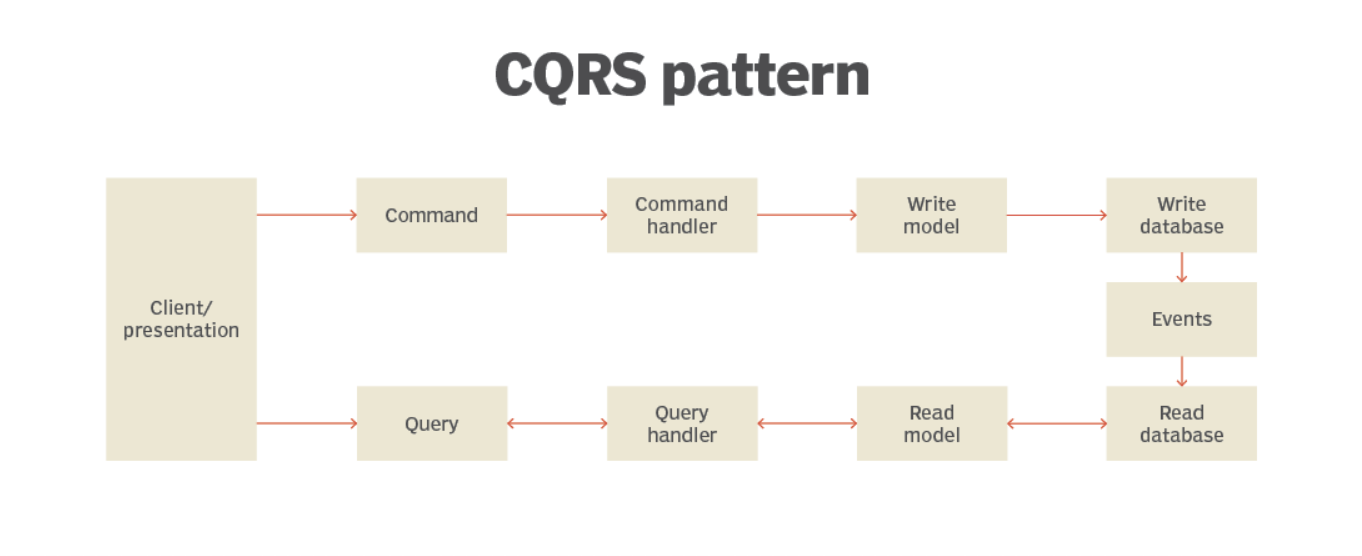 CQRS pattern
Command
Command
handler
Write
model
Write
database
Client/
presentation
Events
Query
Query
handler
Read
model
Read
database